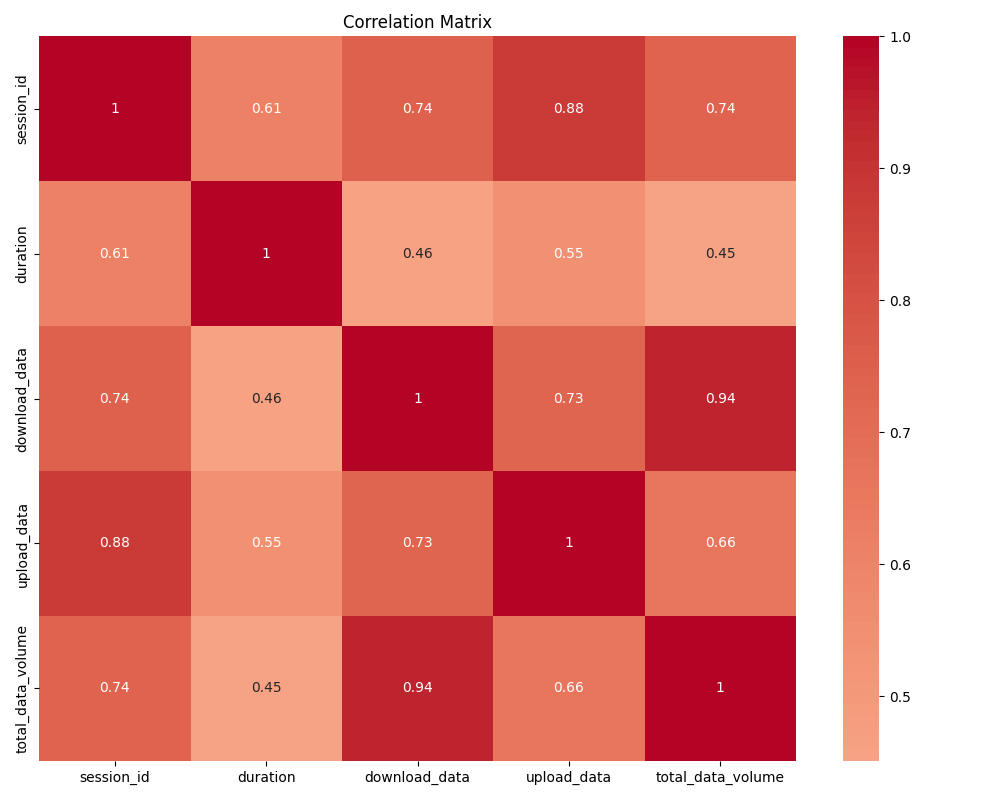 Correlation Matrix
session_id 1 0.61 0.74 0.88 0.74
duration 0.61 1 0.46 0.55 0.45
download_data 0.74 0.46 1 0.73 0.94
upload_data 0.88 0.55 0.73 1 0.66
total_data_volume 0.74 0.45 0.94 0.66 1
session_id duration download_data upload_data total_data_volume
1.0
0.9
0.8
0.7
0.6
0.5